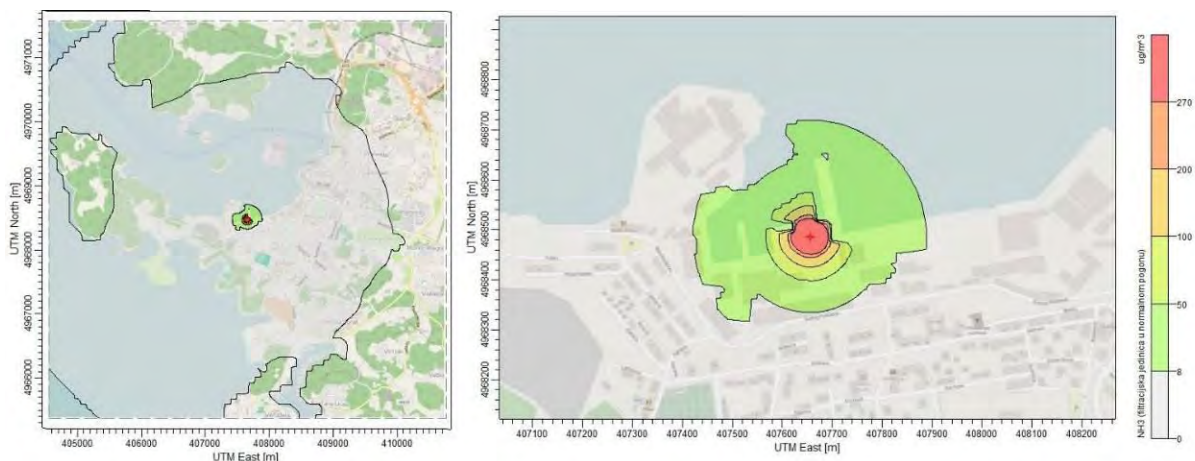 4971000
4970000
4969000
4968000
4967000
4966000
UTM North [m]
405000 406000 407000 408000 409000 410000
UTM East [m]
4968800
4968700
4968600
4968500
4968400
4968300
4968200
UTM North [m]
407100 407200 407300 407400 407500 407600 407700 407800 407900 408000 408100 408200
UTM East [m]
ug/m^3
270
200
100
50
8
0
NH3 (filtracijska jedinica u normalnom pogonu)